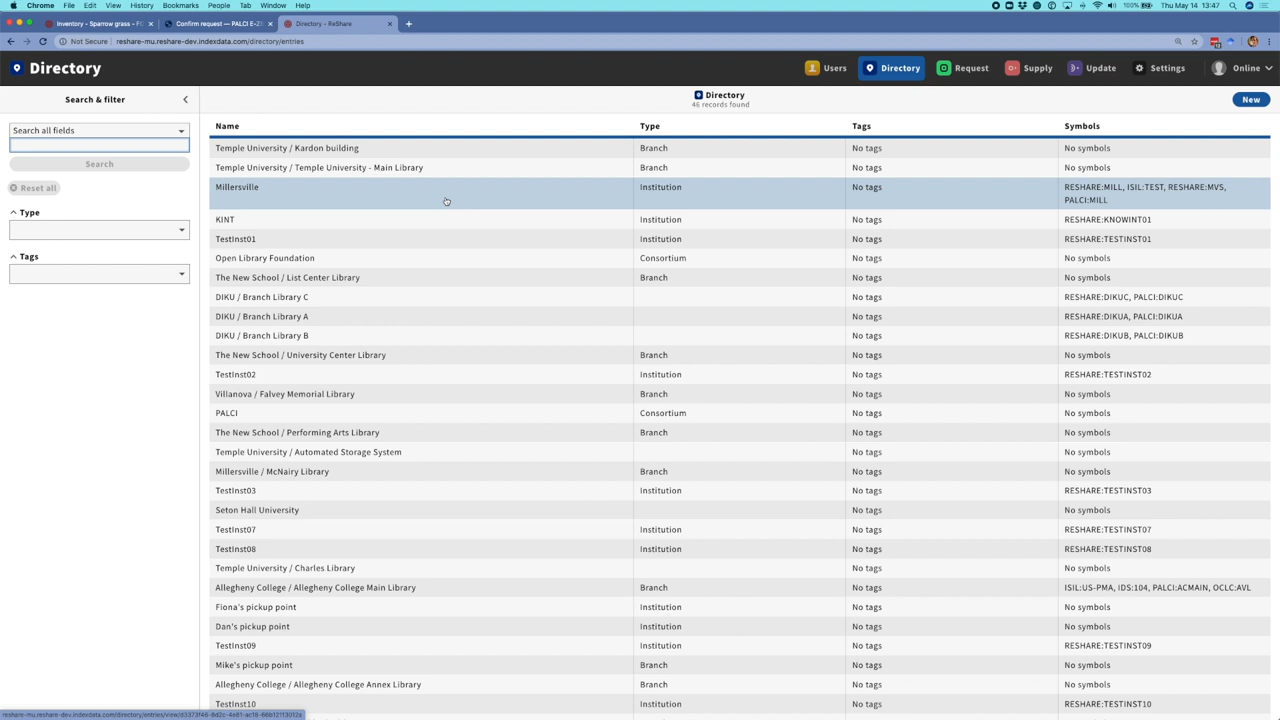 Chrome File Edit View History Bookmarks People Tab Window Help 100% Thu May 14 13:47
Inventory - Sparrow grass - FO × Confirm request — PALCI E-Z × Directory - ReShare × +
Not Secure reshare-mu.reshare-dev.indexdata.com/directory/entries
Directory Users Directory Request Supply Update Settings Online
Search & filter
Directory
46 records found
New
Search all fields
Search
Reset all
Type
Tags
Name Type Tags Symbols
Temple University / Kardon building Branch No tags No symbols
Temple University / Temple University - Main Library Branch No tags No symbols
Millersville Institution No tags RESHARE:MILL, ISIL:TEST, RESHARE:MVS,
PALCI:MILL
KINT Institution No tags RESHARE:KNOWINT01
TestInst01 Institution No tags RESHARE:TESTINST01
Open Library Foundation Consortium No tags No symbols
The New School / List Center Library Branch No tags No symbols
DIKU / Branch Library C No tags RESHARE:DIKUC, PALCI:DIKUC
DIKU / Branch Library A No tags RESHARE:DIKUA, PALCI:DIKUA
DIKU / Branch Library B No tags RESHARE:DIKUB, PALCI:DIKUB
The New School / University Center Library Branch No tags No symbols
TestInst02 Institution No tags RESHARE:TESTINST02
Villanova / Falvey Memorial Library Branch No tags No symbols
PALCI Consortium No tags No symbols
The New School / Performing Arts Library Branch No tags No symbols
Temple University / Automated Storage System No tags No symbols
Millersville / McNairy Library Branch No tags No symbols
TestInst03 Institution No tags RESHARE:TESTINST03
Seton Hall University No tags No symbols
TestInst07 Institution No tags RESHARE:TESTINST07
TestInst08 Institution No tags RESHARE:TESTINST08
Temple University / Charles Library No tags No symbols
Allegheny College / Allegheny College Main Library Branch No tags ISIL:US-PMA, IDS:104, PALCI:ACMAIN, OCLC:AVL
Fiona's pickup point Institution No tags No symbols
Dan's pickup point Institution No tags No symbols
TestInst09 Institution No tags RESHARE:TESTINST09
Mike's pickup point Branch No tags No symbols
Allegheny College / Allegheny College Annex Library Branch No tags No symbols
TestInst10 Institution No tags RESHARE:TESTINST10